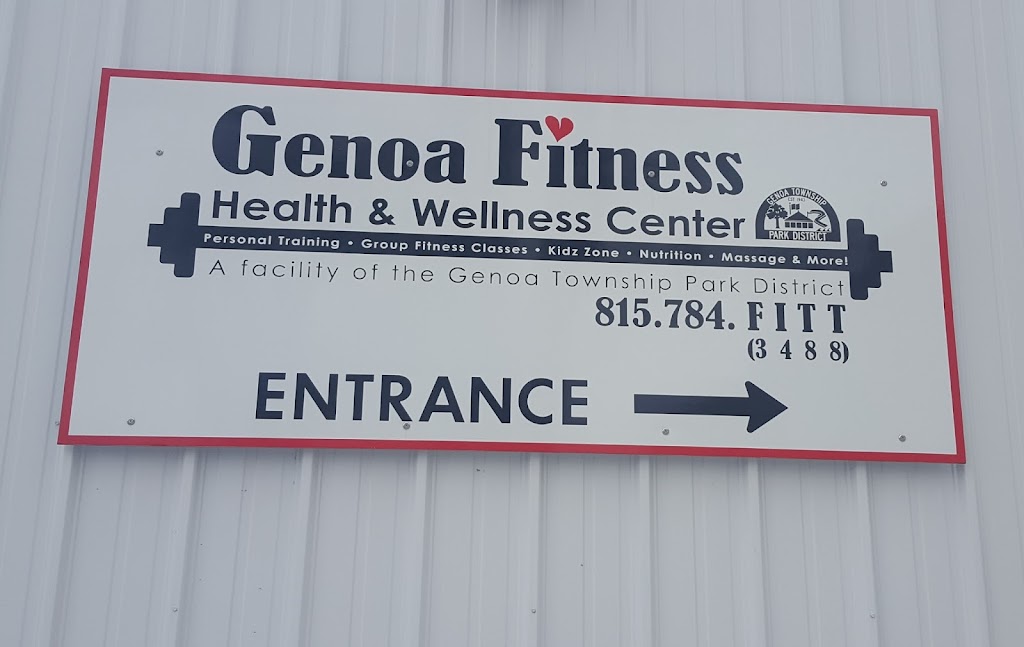 Genoa Fitness
Health & Wellness Center
GENOA TOWNSHIP
PARK DISTRICT
Personal Training • Group Fitness Classes • Kidz Zone • Nutrition • Massage & More!
A facility of the Genoa Township Park District
815.784. FITT
(3 4 8 8)
ENTRANCE